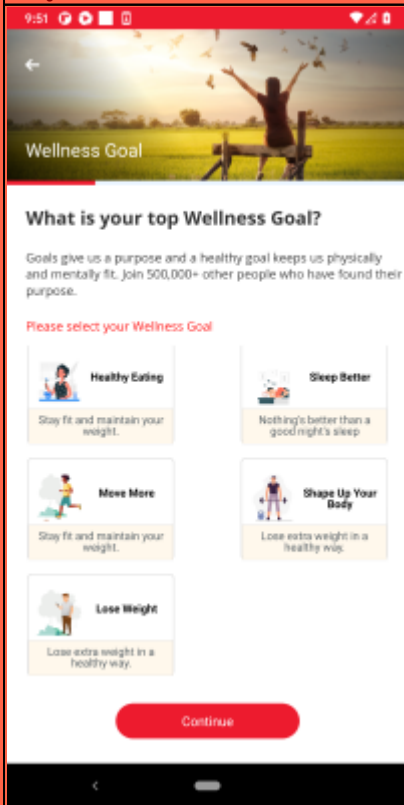 9:51
Wellness Goal
What is your top Wellness Goal?
Goals give us a purpose and a healthy goal keeps us physically
and mentally fit. Join 500,000+ other people who have found their
purpose.
Please select your Wellness Goal
Healthy Eating
Stay fit and maintain your
weight.
Sleep Better
Nothing's better than a
good night's sleep
Move More
Stay fit and maintain your
weight.
Shape Up Your
Body
Lose extra weight in a
healthy way.
Lose Weight
Lose extra weight in a
healthy way.
Continue